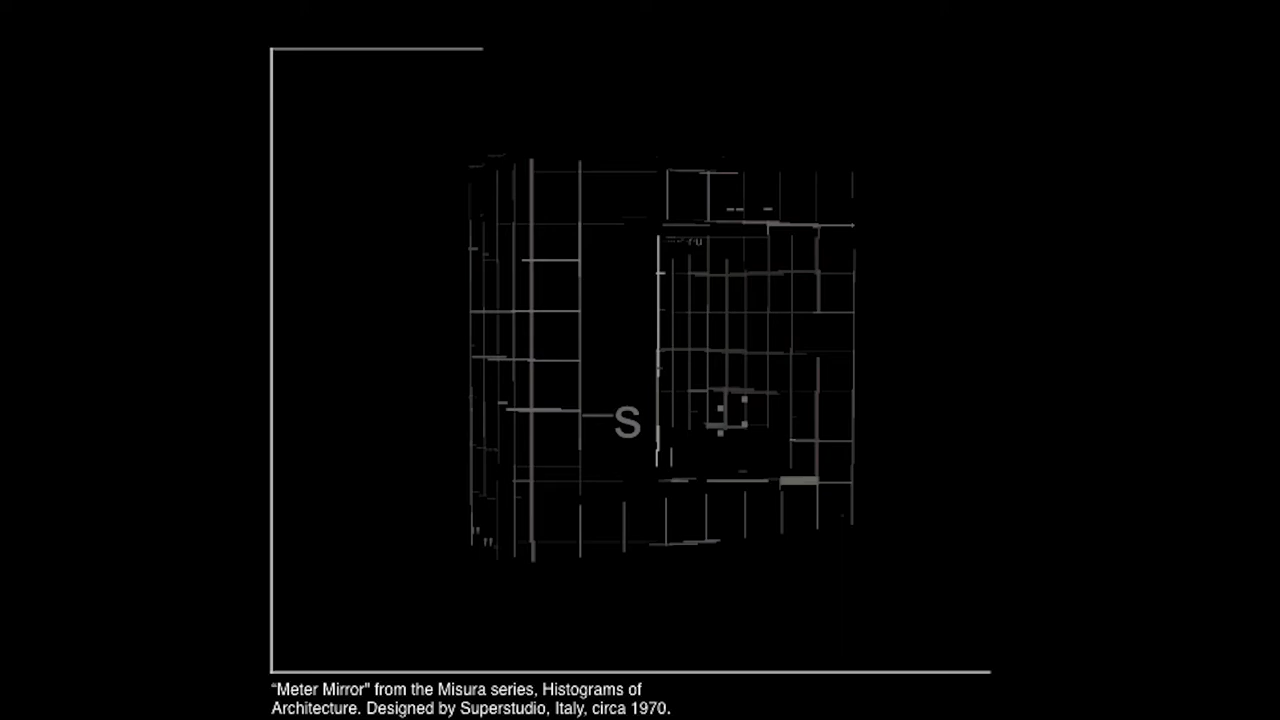 S
“Meter Mirror” from the Misura series, Histograms of
Architecture. Designed by Superstudio, Italy, circa 1970.